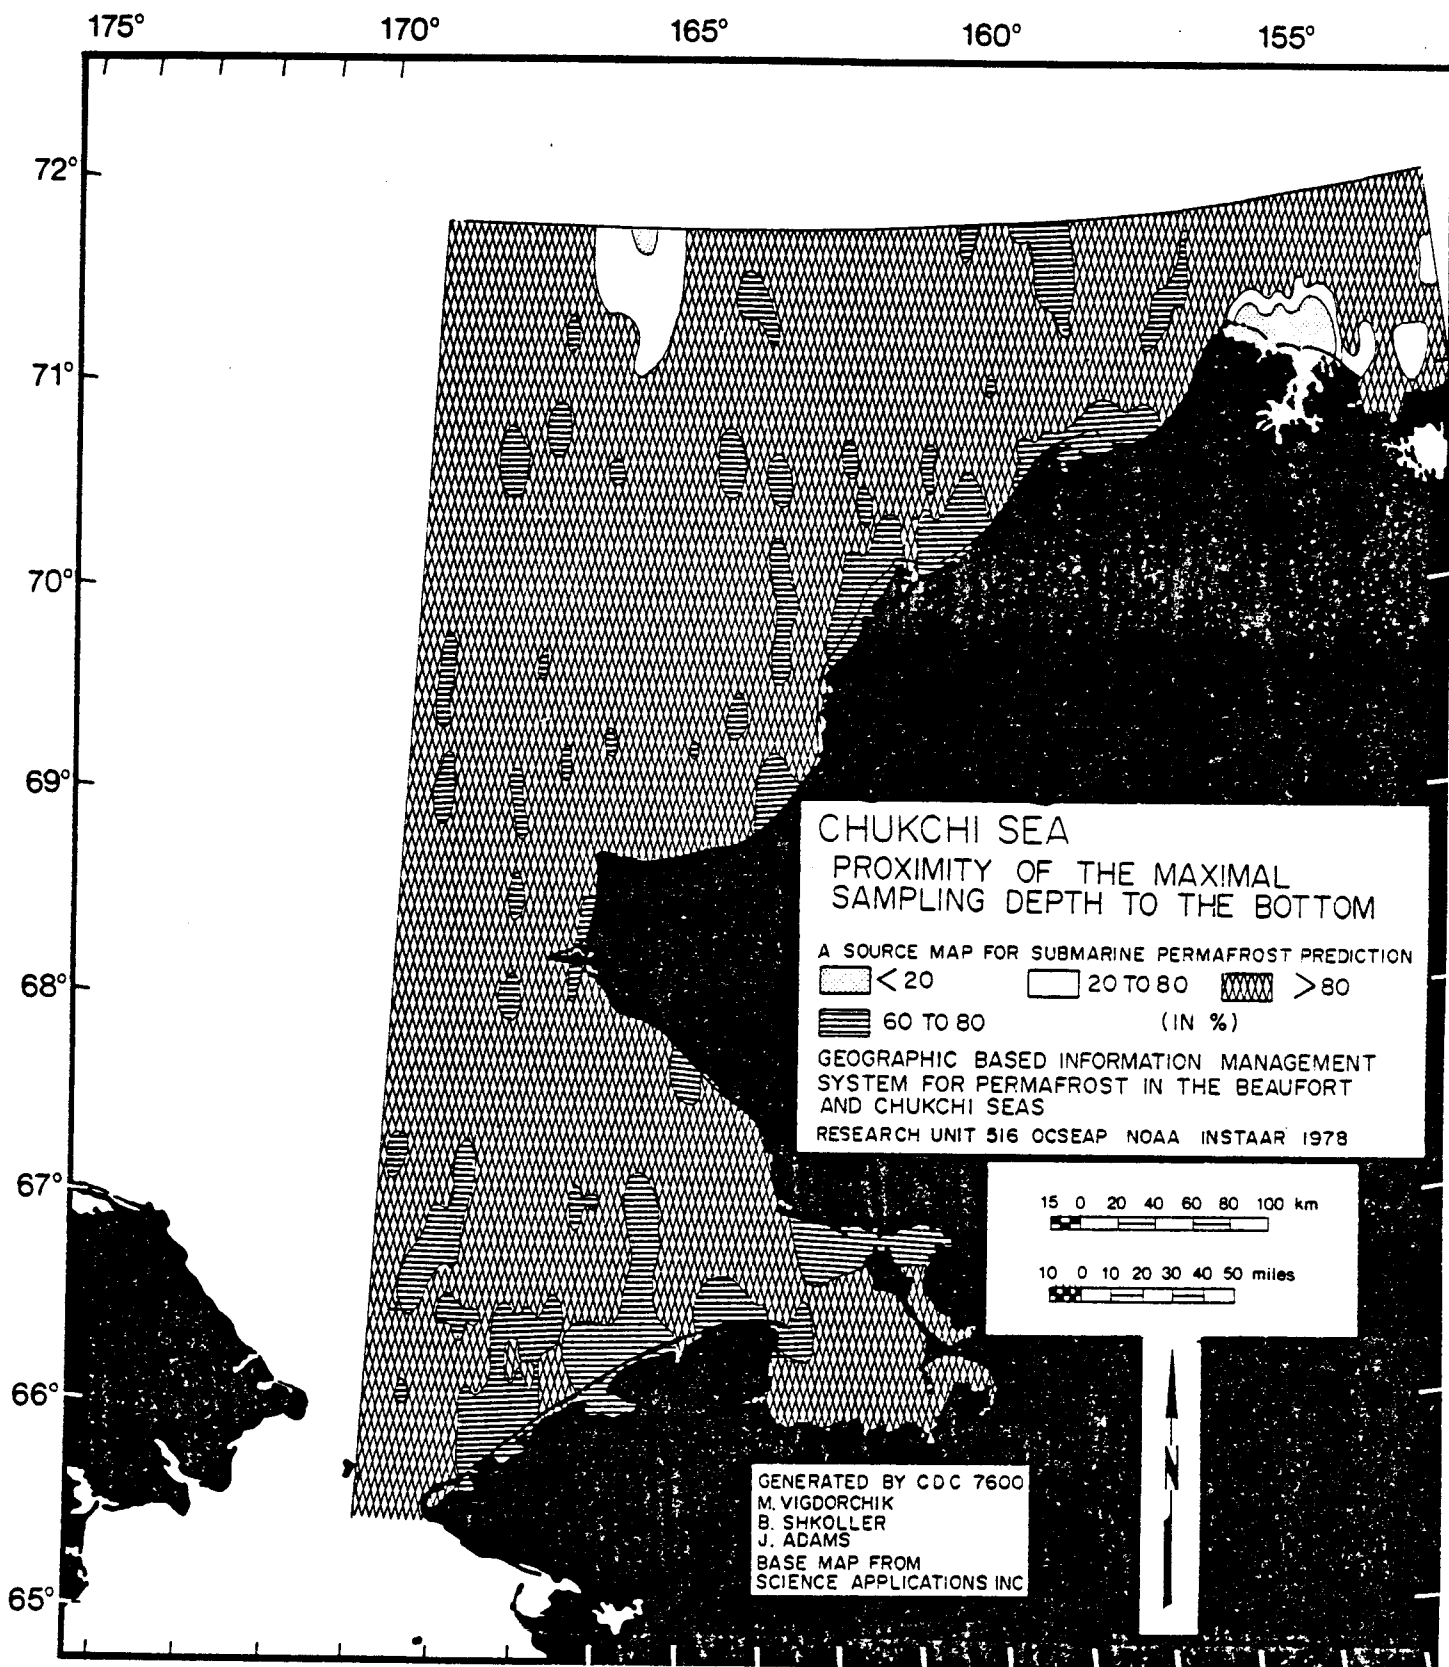 175° 170° 165° 160° 155°
72°
71°
70°
69°
68°
67°
66°
65°
CHUKCHI SEA
PROXIMITY OF THE MAXIMAL
SAMPLING DEPTH TO THE BOTTOM
A SOURCE MAP FOR SUBMARINE PERMAFROST PREDICTION
<20 20 TO 80 >80
60 TO 80 (IN %)
GEOGRAPHIC BASED INFORMATION MANAGEMENT
SYSTEM FOR PERMAFROST IN THE BEAUFORT
AND CHUKCHI SEAS
RESEARCH UNIT 516 OCSEAP NOAA INSTAAR 1978
15 0 20 40 60 80 100 km
10 0 10 20 30 40 50 miles
N
GENERATED BY CDC 7600
M. VIGDORCHIK
B. SHKOLLER
J. ADAMS
BASE MAP FROM
SCIENCE APPLICATIONS INC